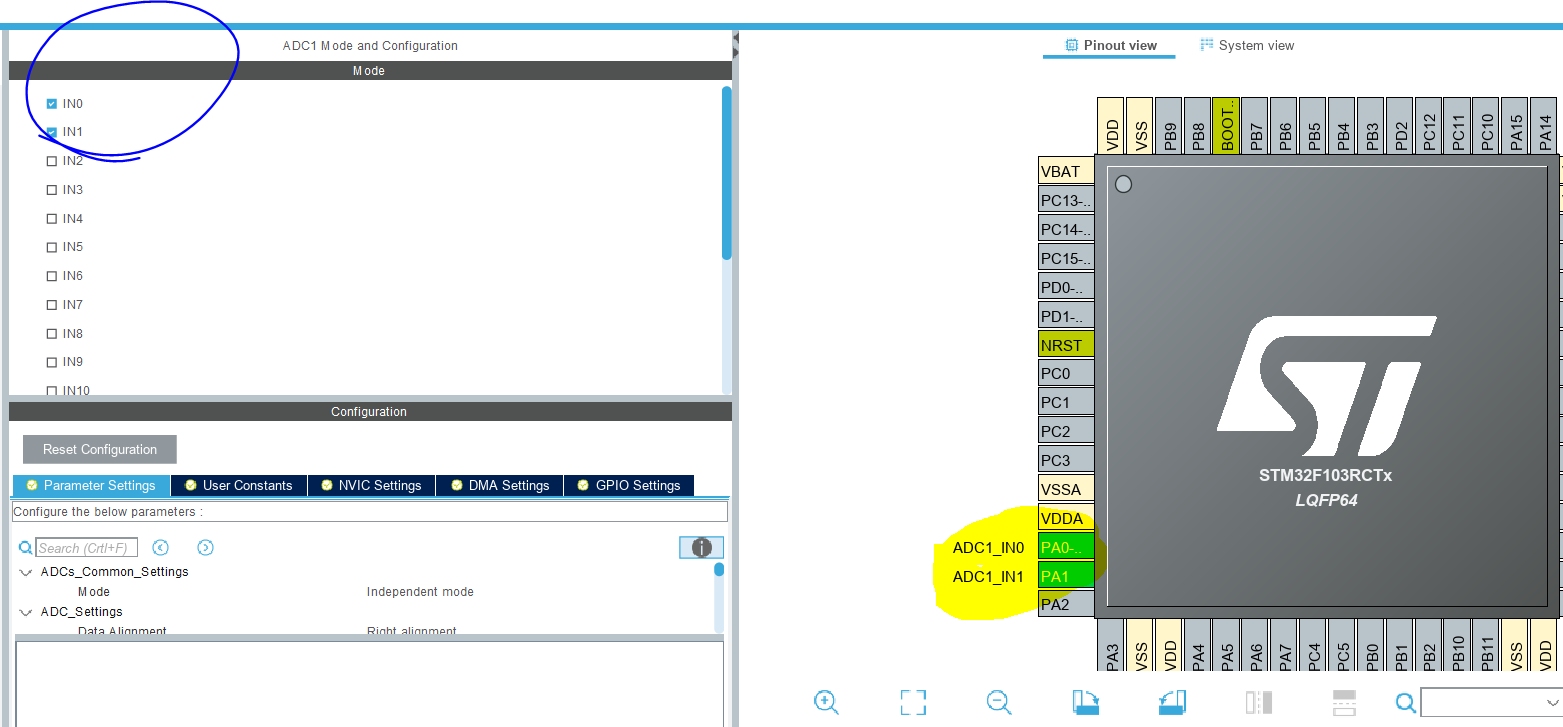 ADC1 Mode and Configuration
Mode
IN0
IN1
IN2
IN3
IN4
IN5
IN6
IN7
IN8
IN9
IN10
Configuration
Reset Configuration
Parameter Settings User Constants NVIC Settings DMA Settings GPIO Settings
Configure the below parameters :
Search (Crtl+F)
ADCs_Common_Settings
Mode Independent mode
ADC_Settings
Data Alignment Right alignment
Pinout view System view
VDD VSS PB9 PB8 BOOT.. PB7 PB6 PB5 PB4 PB3 PD2 PC12 PC11 PC10 PA15 PA14
VBAT
PC13-..
PC14-..
PC15-..
PD0-..
PD1-..
NRST
PC0
PC1
PC2
PC3
VSSA
VDDA
ADC1_IN0 PA0-..
ADC1_IN1 PA1
PA2
ST
STM32F103RCTx
LQFP64
PA3 VSS VDD PA4 PA5 PA6 PA7 PC4 PC5 PB0 PB1 PB2 PB10 PB11 VSS VDD